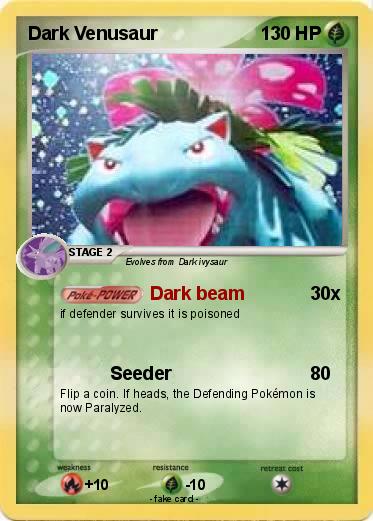 Dark Venusaur 130 HP
STAGE 2
Evolves from Dark ivysaur
Poké-POWER Dark beam 30x
if defender survives it is poisoned
Seeder 80
Flip a coin. If heads, the Defending Pokémon is
now Paralyzed.
weakness resistance retreat cost
+10 -10
- fake card -